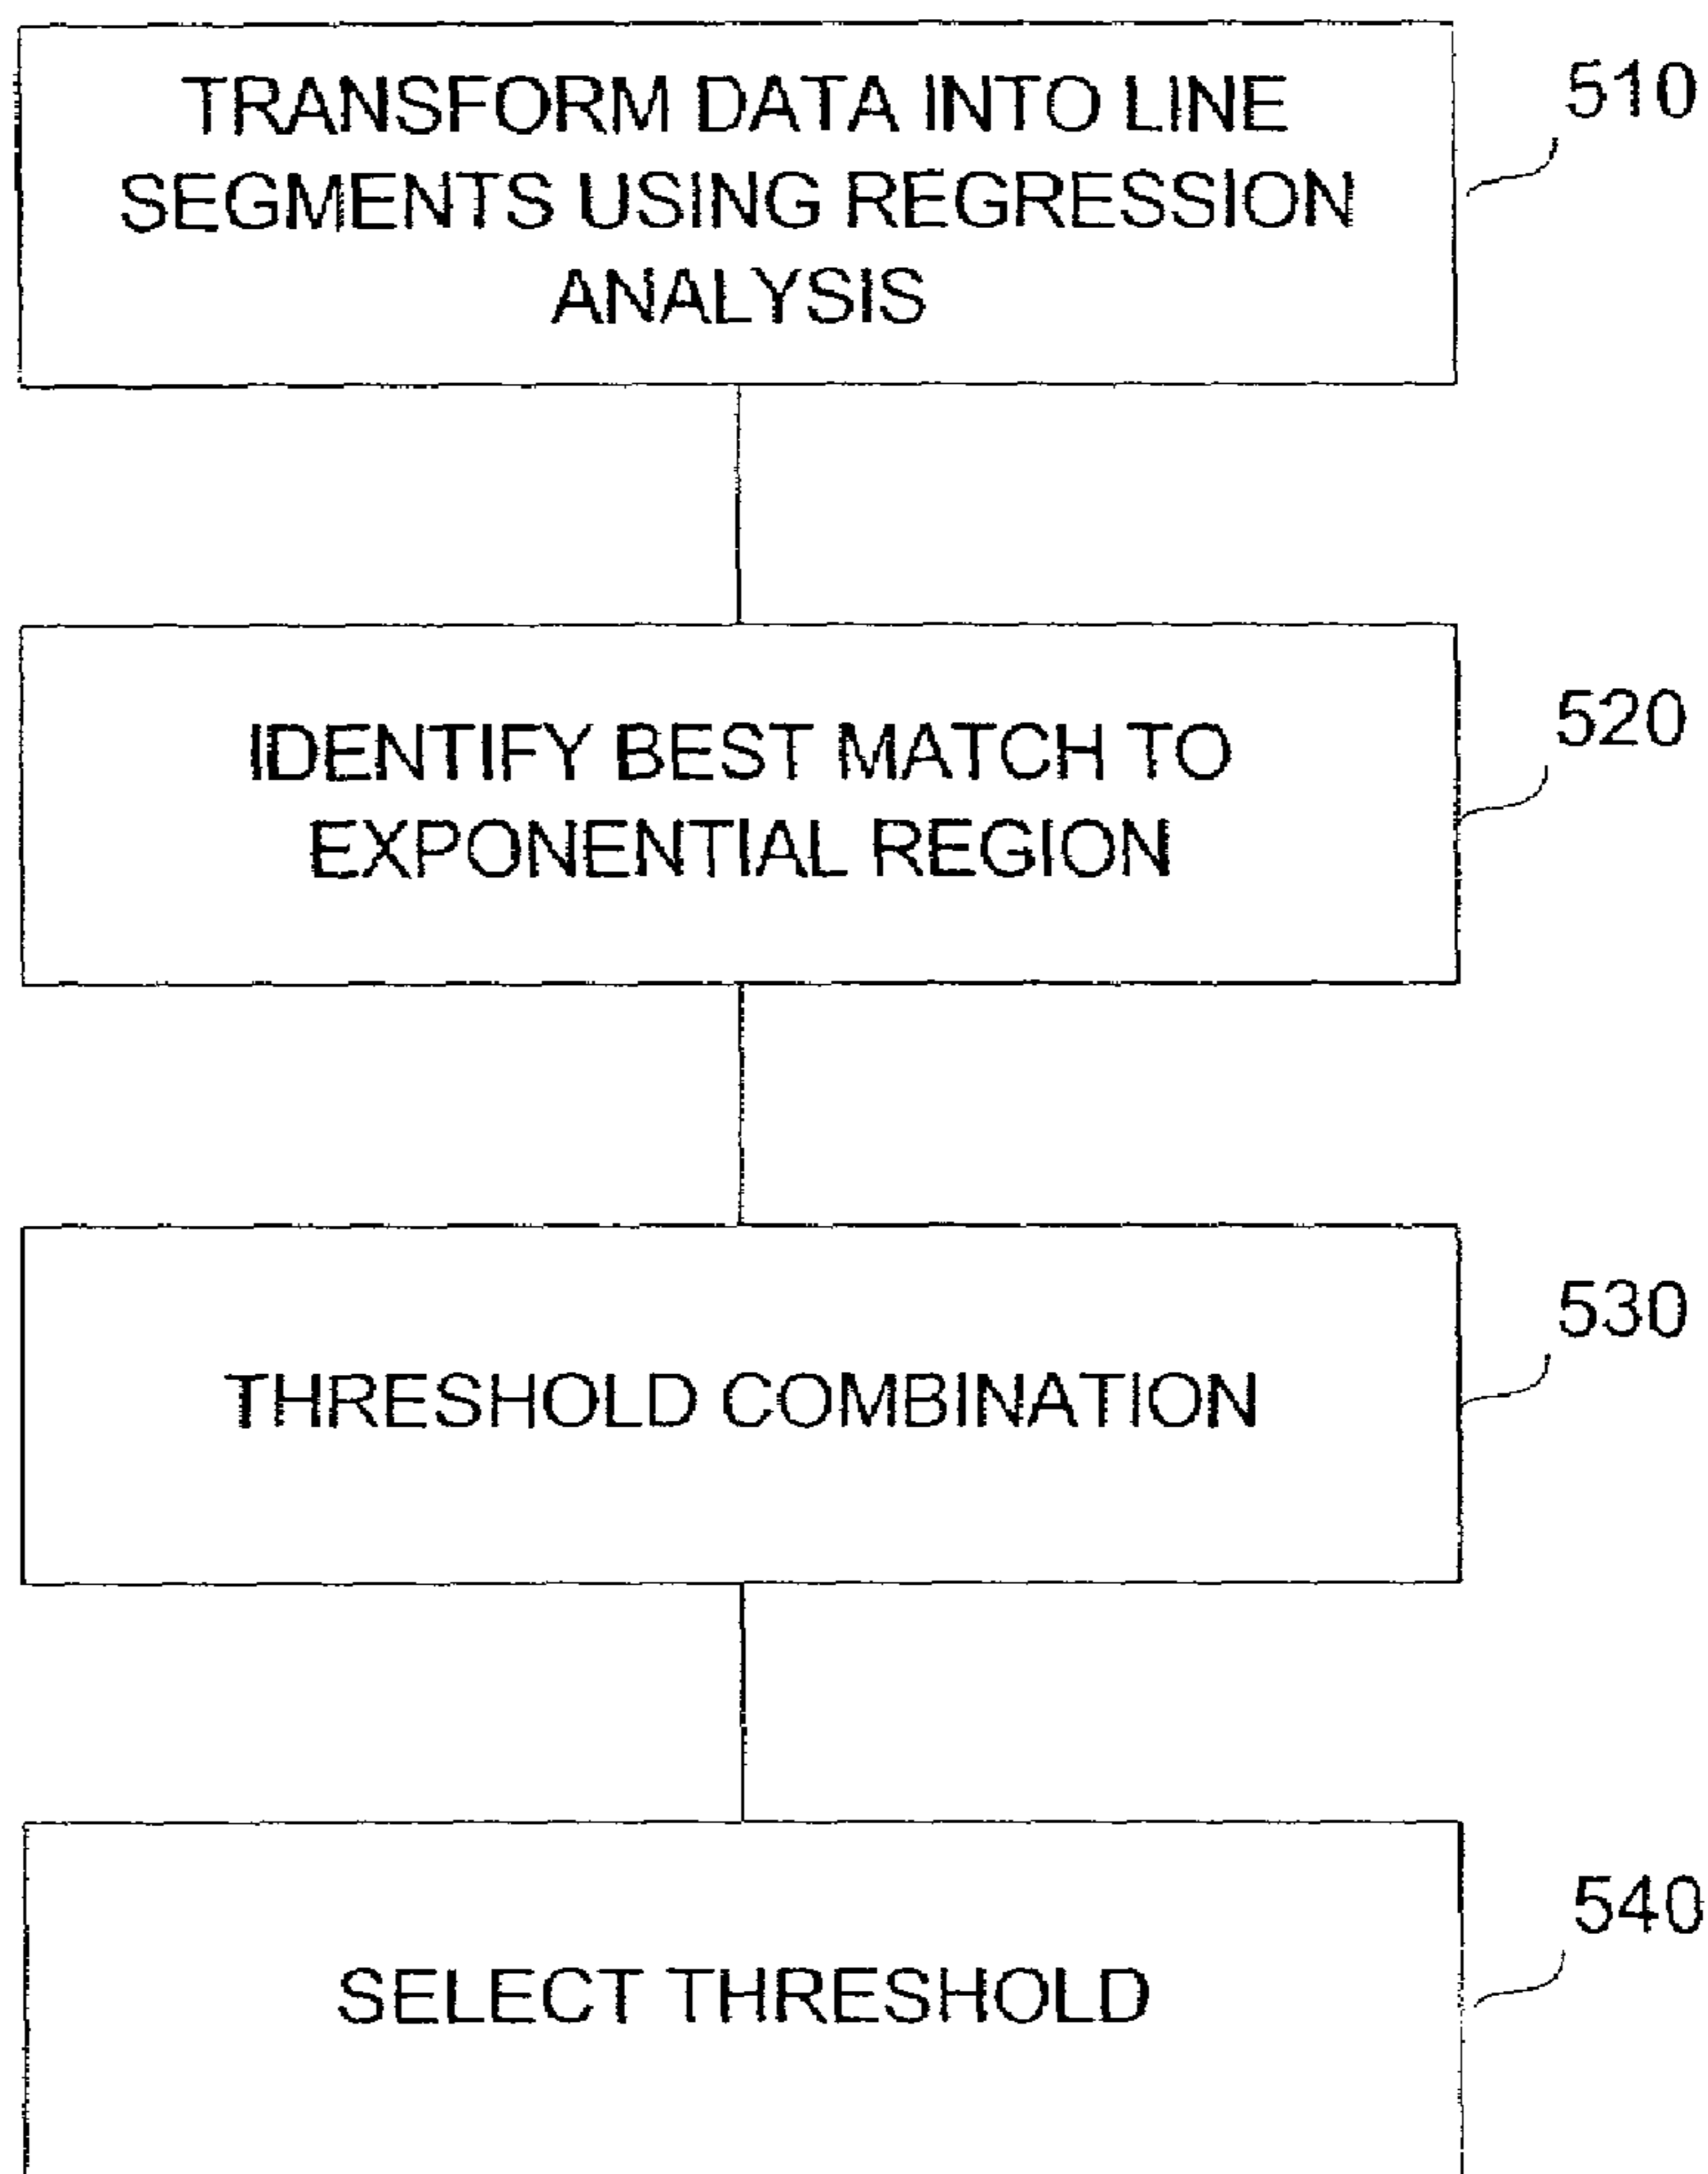 TRANSFORM DATA INTO LINE
SEGMENTS USING REGRESSION
ANALYSIS
510
IDENTIFY BEST MATCH TO
EXPONENTIAL REGION
520
THRESHOLD COMBINATION
530
SELECT THRESHOLD
540